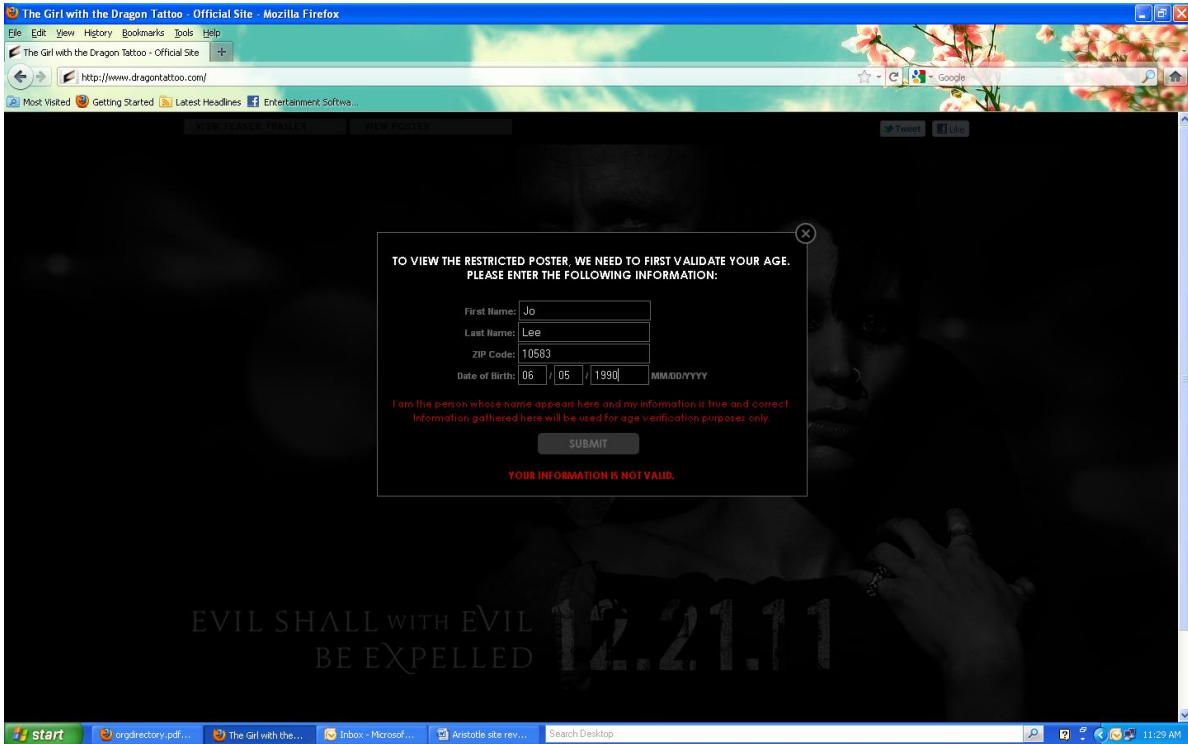 The Girl with the Dragon Tattoo - Official Site - Mozilla Firefox
File Edit View History Bookmarks Tools Help
The Girl with the Dragon Tattoo - Official Site +
http://www.dragontattoo.com/
Google
Most Visited Getting Started Latest Headlines Entertainment Softwa...
VIEW TEASER TRAILER VIEW POSTER
Tweet Like
TO VIEW THE RESTRICTED POSTER, WE NEED TO FIRST VALIDATE YOUR AGE.
PLEASE ENTER THE FOLLOWING INFORMATION:
First Name: Jo
Last Name: Lee
ZIP Code: 10583
Date of Birth: 06 / 05 / 1990 MM/DD/YYYY
I am the person whose name appears here and my information is true and correct.
Information gathered here will be used for age verification purposes only.
SUBMIT
YOUR INFORMATION IS NOT VALID.
EVIL SHALL WITH EVIL
BE EXPELLED
12.21.11
start orgdirectory.pdf... The Girl with the... Inbox - Microsof... Aristotle site rev... Search Desktop 11:29 AM